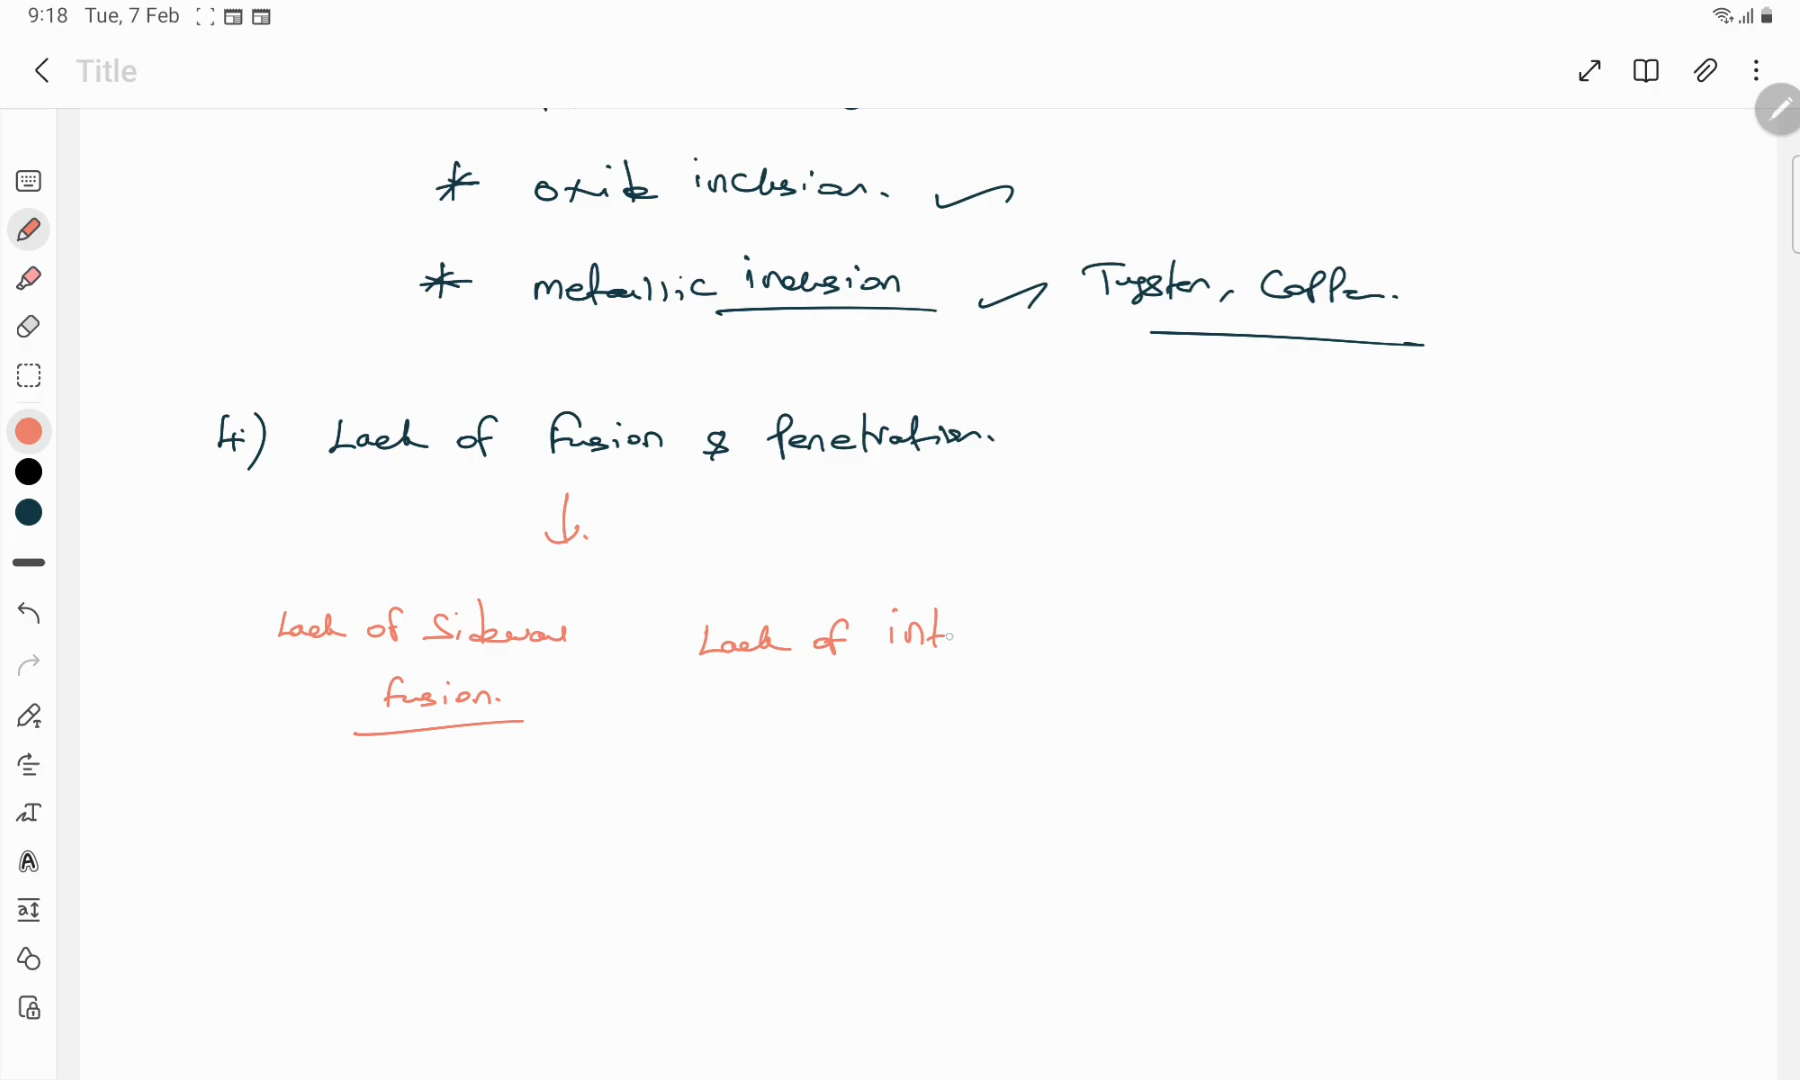 9:18 Tue, 7 Feb
Title
* oxide inclusion.
* metallic inclusion Tungsten, Copper.
4) Lack of fusion & Penetration.
Lack of Sidewall Lack of int
fusion.